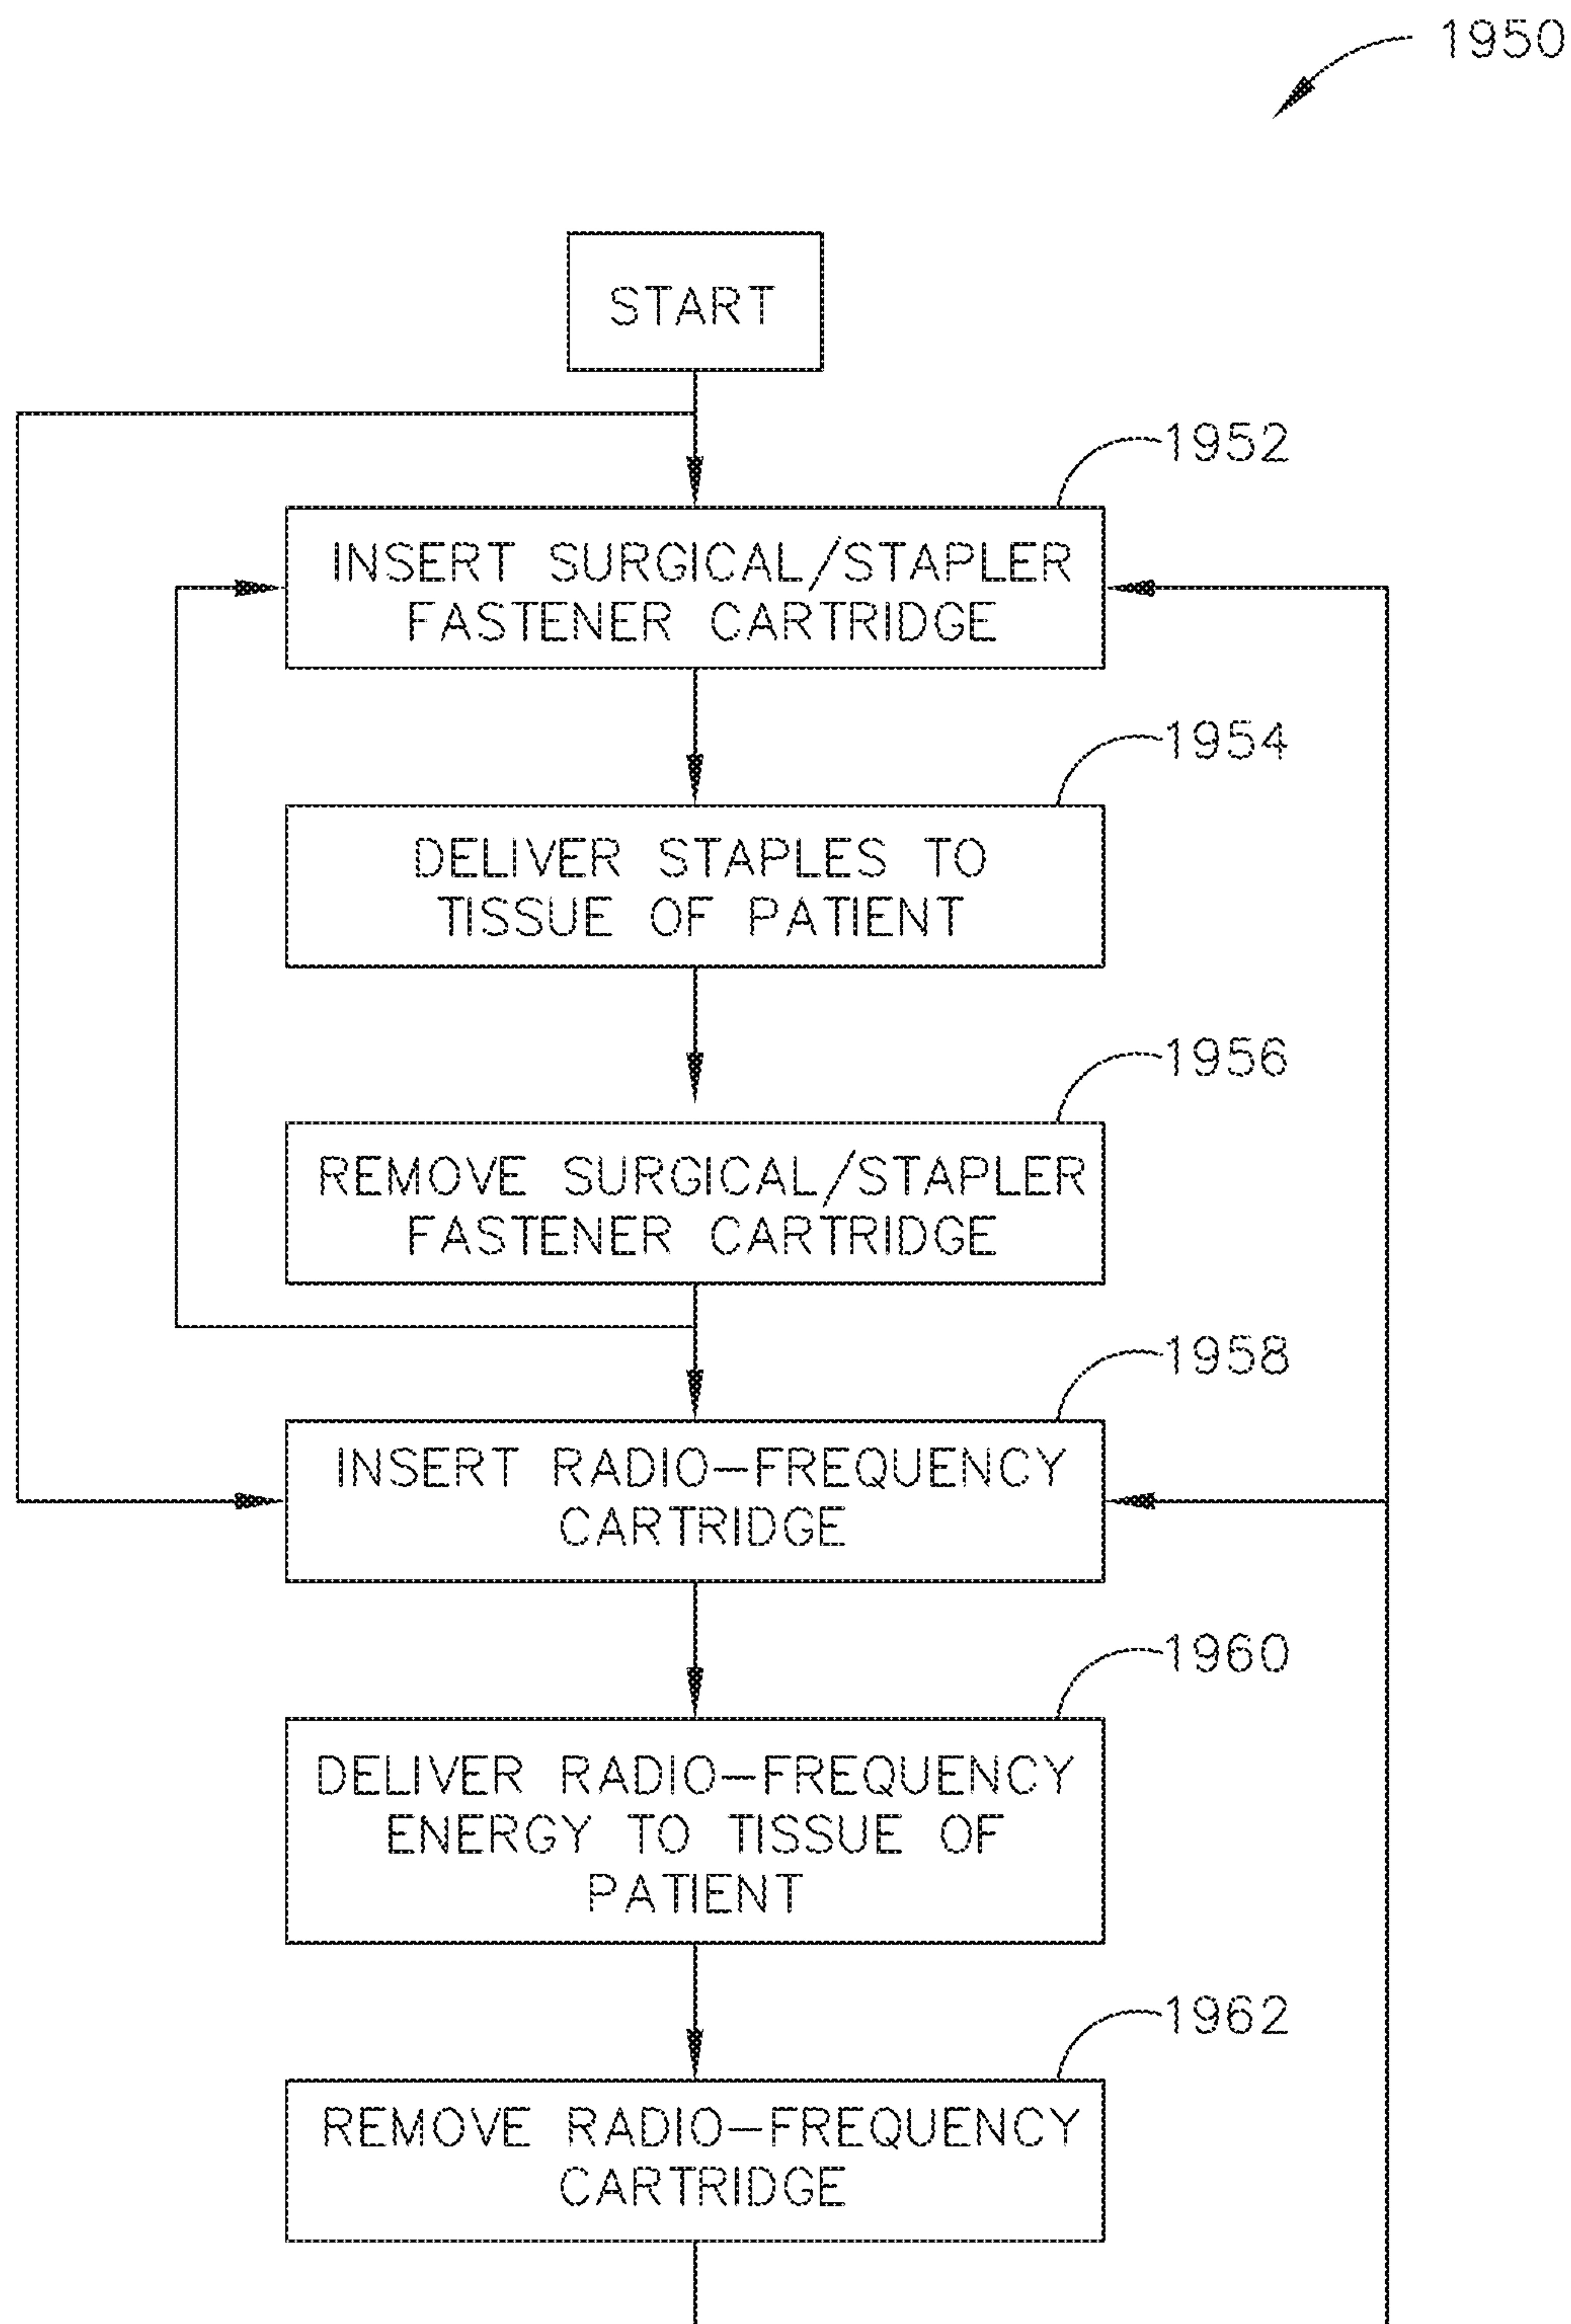 1950
START
1952
INSERT SURGICAL/STAPLER
FASTENER CARTRIDGE
1954
DELIVER STAPLES TO
TISSUE OF PATIENT
1956
REMOVE SURGICAL/STAPLER
FASTENER CARTRIDGE
1958
INSERT RADIO-FREQUENCY
CARTRIDGE
1960
DELIVER RADIO-FREQUENCY
ENERGY TO TISSUE OF
PATIENT
1962
REMOVE RADIO-FREQUENCY
CARTRIDGE